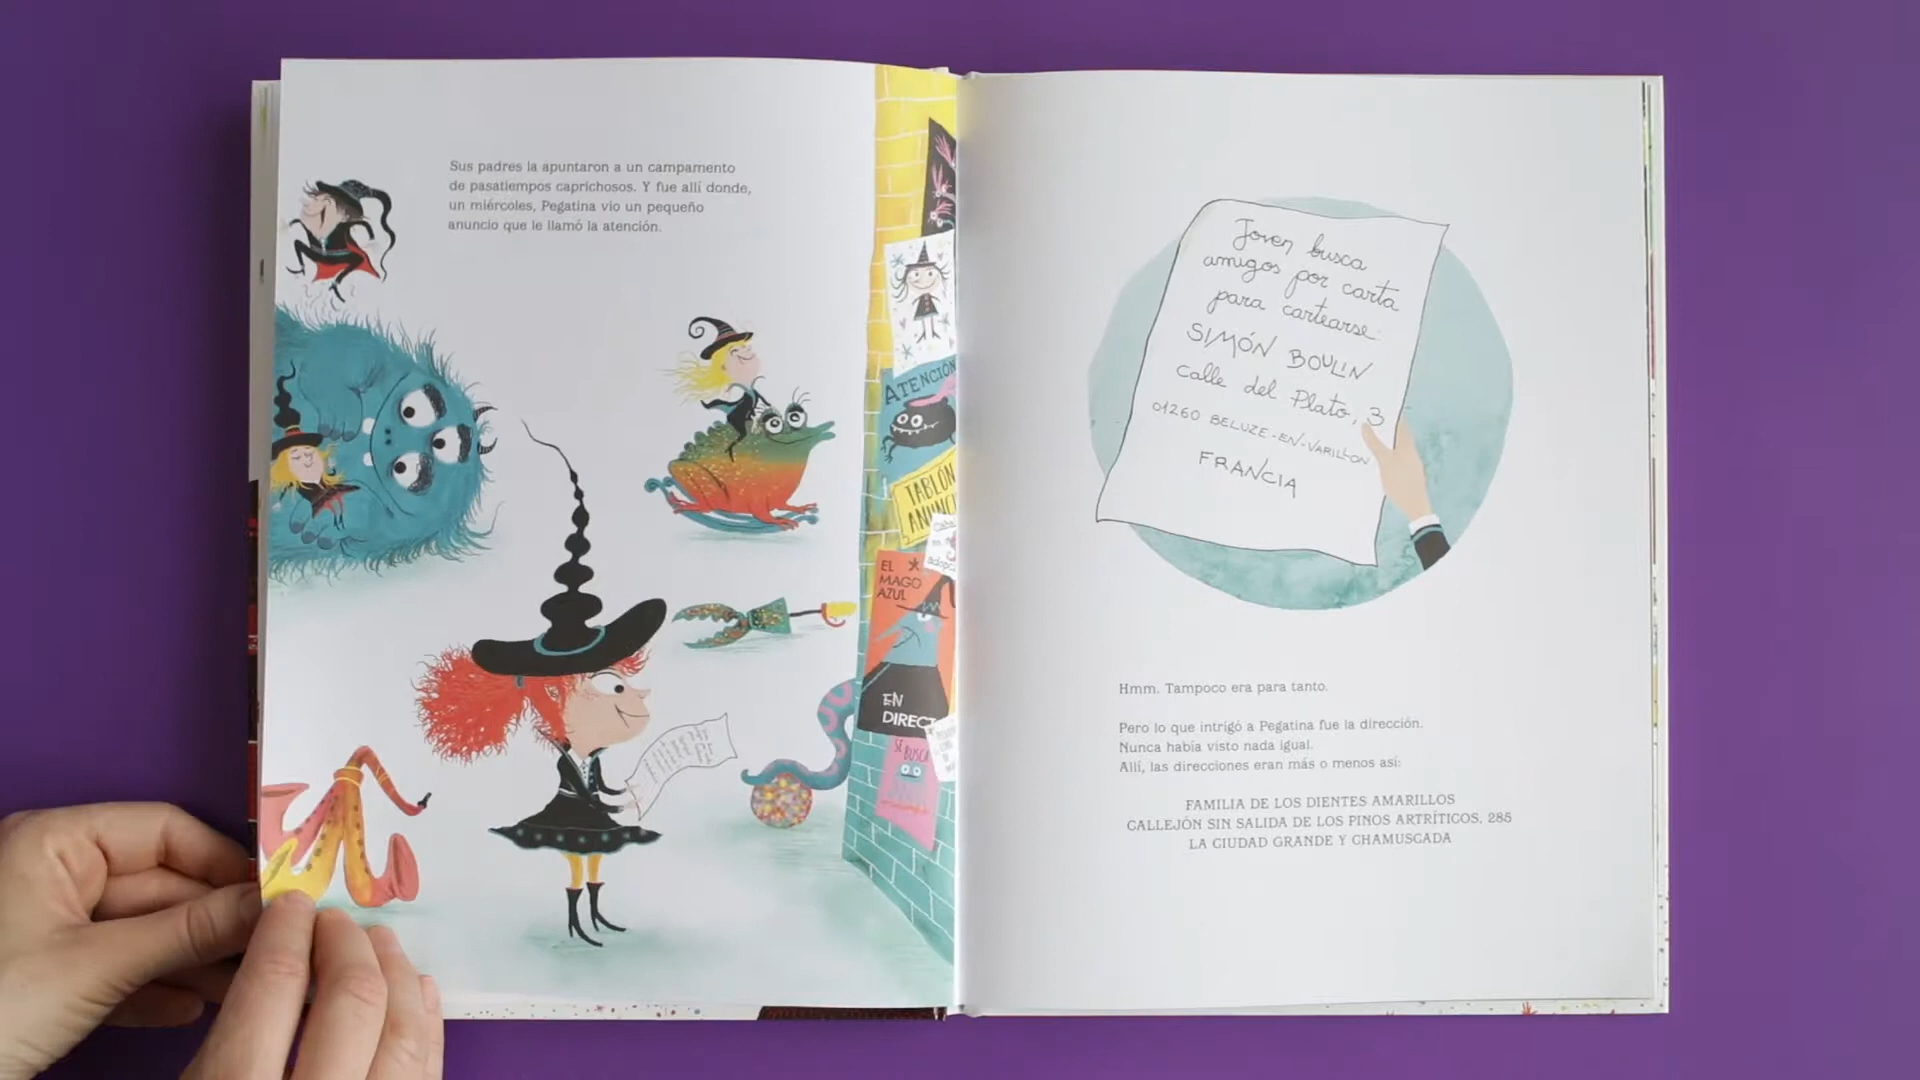 Sus padres la apuntaron a un campamento
de pasatiempos caprichosos. Y fue allí donde,
un miércoles, Pegatina vio un pequeño
anuncio que le llamó la atención.
ATENCIÓN
TABLÓN
EL
MAGO
AZUL
EN
DIRECT
SE BUSCA
Joven busca
amigos por carta
para cartearse:
SIMÓN BOULIN
calle del Plato, 3
01260 BELUZE-EN-VARILLON
FRANCIA
Hmm. Tampoco era para tanto.
Pero lo que intrigó a Pegatina fue la dirección.
Nunca había visto nada igual.
Allí, las direcciones eran más o menos así:
FAMILIA DE LOS DIENTES AMARILLOS
CALLEJÓN SIN SALIDA DE LOS PINOS ARTRÍTICOS, 285
LA CIUDAD GRANDE Y CHAMUSCADA